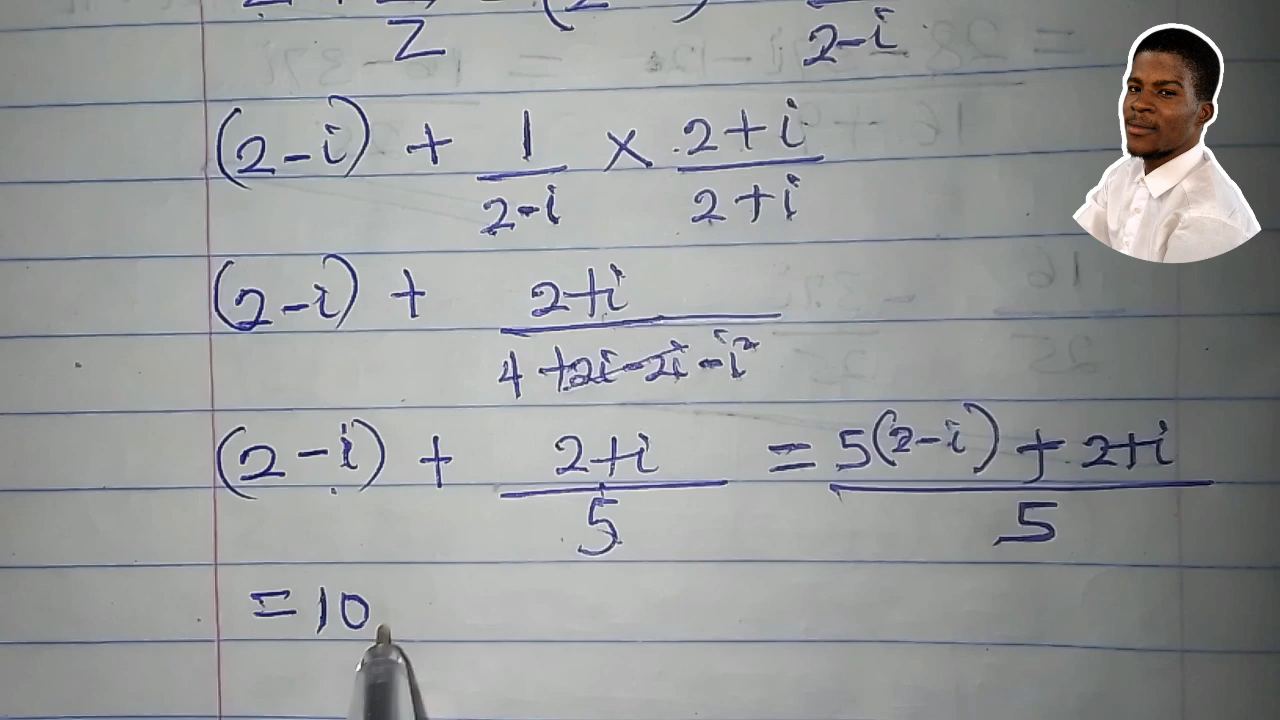 z
2-i
(2-i) + 1/2-i × 2+i/2+i
(2-i) + 2+i/4+2i-2i-i²
(2-i) + 2+i/5 = 5(2-i) + 2+i/5
= 10